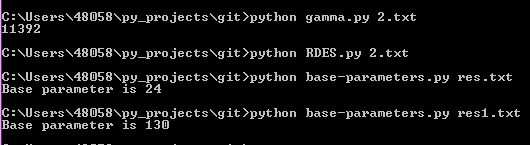 C:\Users\48058\py_projects\git>python gamma.py 2.txt
11392
C:\Users\48058\py_projects\git>python RDES.py 2.txt
C:\Users\48058\py_projects\git>python base-parameters.py res.txt
Base parameter is 24
C:\Users\48058\py_projects\git>python base-parameters.py res1.txt
Base parameter is 130